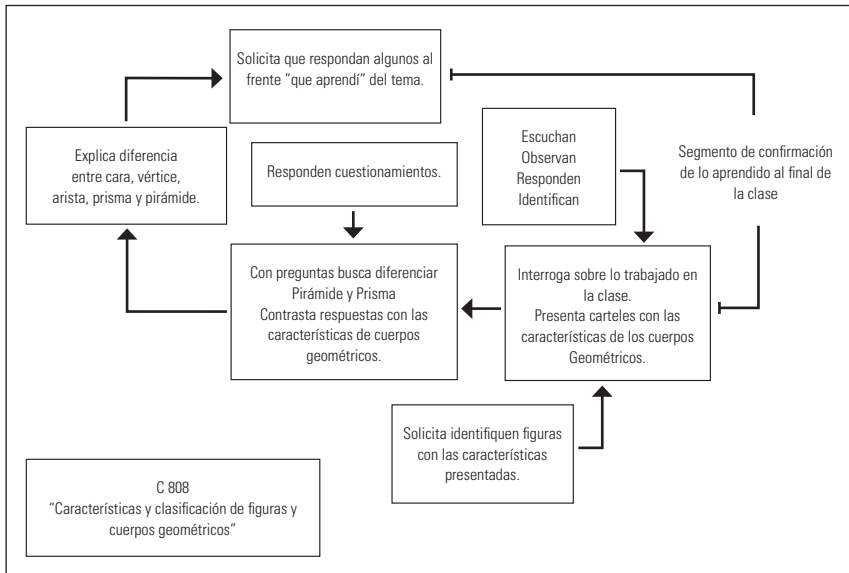 Solicita que respondan algunos al
frente “que aprendí” del tema.
Explica diferencia
entre cara, vértice,
arista, prisma y pirámide.
Responden cuestionamientos.
Escuchan
Observan
Responden
Identifican
Segmento de confirmación
de lo aprendido al final de
la clase
Con preguntas busca diferenciar
Pirámide y Prisma
Contrasta respuestas con las
características de cuerpos
geométricos.
Interroga sobre lo trabajado en
la clase.
Presenta carteles con las
características de los cuerpos
Geométricos.
Solicita identifiquen figuras
con las características
presentadas.
C 808
“Características y clasificación de figuras y
cuerpos geométricos”